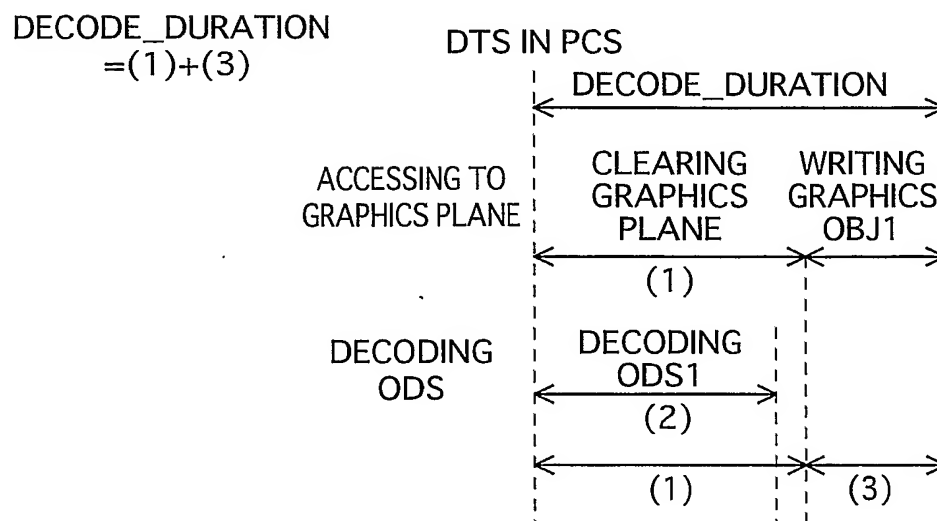 DECODE_DURATION
=(1)+(3)
DTS IN PCS
DECODE_DURATION
ACCESSING TO
GRAPHICS PLANE
CLEARING
GRAPHICS
PLANE
WRITING
GRAPHICS
OBJ1
(1)
DECODING
ODS
DECODING
ODS1
(2)
(1)
(3)